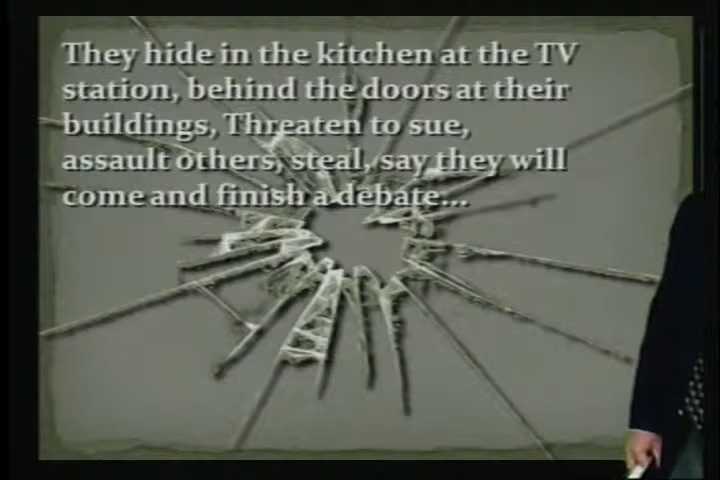 They hide in the kitchen at the TV
station, behind the doors at their
buildings, Threaten to sue,
assault others, steal, say they will
come and finish a debate...